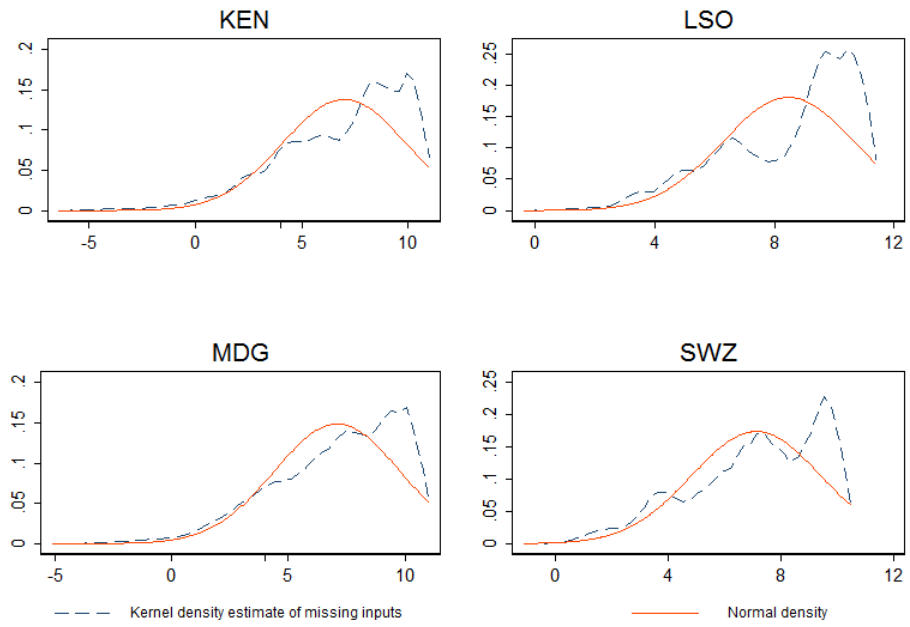 KEN
LSO
.2
.15
.1
.05
0
-5 0 5 10
.25
.2
.15
.1
.05
0
0 4 8 12
MDG
SWZ
.2
.15
.1
.05
0
-5 0 5 10
.25
.2
.15
.1
.05
0
0 4 8 12
Kernel density estimate of missing inputs
Normal density